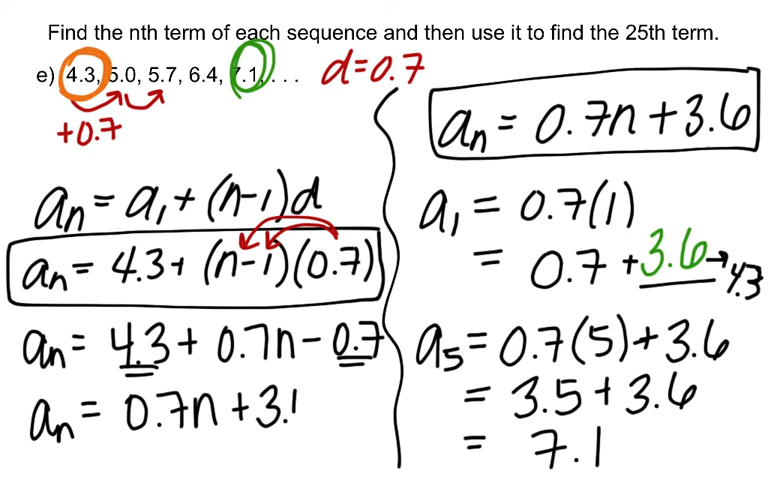 Find the nth term of each sequence and then use it to find the 25th term.
e) 4.3, 5.0, 5.7, 6.4, 7.1, . . . d=0.7
+0.7
aₙ = a₁ + (n-1)d
aₙ = 4.3 + (n-1)(0.7)
aₙ = 4.3 + 0.7n - 0.7
aₙ = 0.7n + 3.1
aₙ = 0.7n + 3.6
a₁ = 0.7(1)
= 0.7 + 3.6 → 4.3
a₅ = 0.7(5) + 3.6
= 3.5 + 3.6
= 7.1